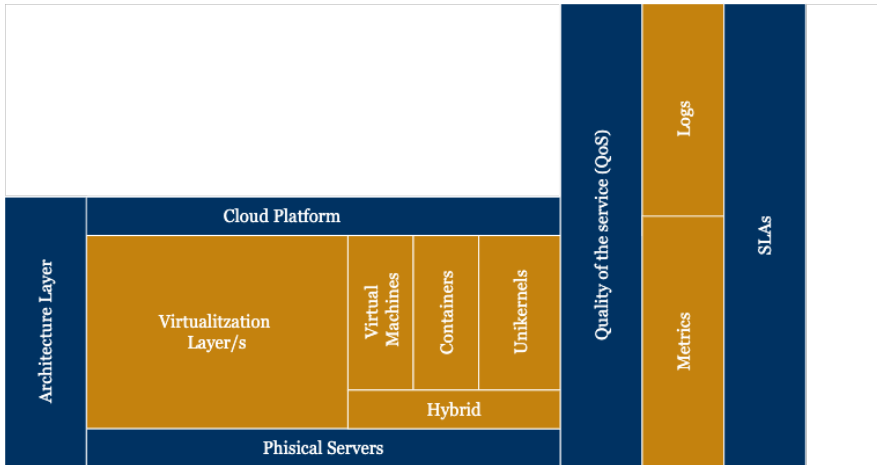 Architecture Layer
Cloud Platform
Virtualitzation
Layer/s
Virtual
Machines
Containers
Unikernels
Hybrid
Phisical Servers
Quality of the service (QoS)
Logs
Metrics
SLAs